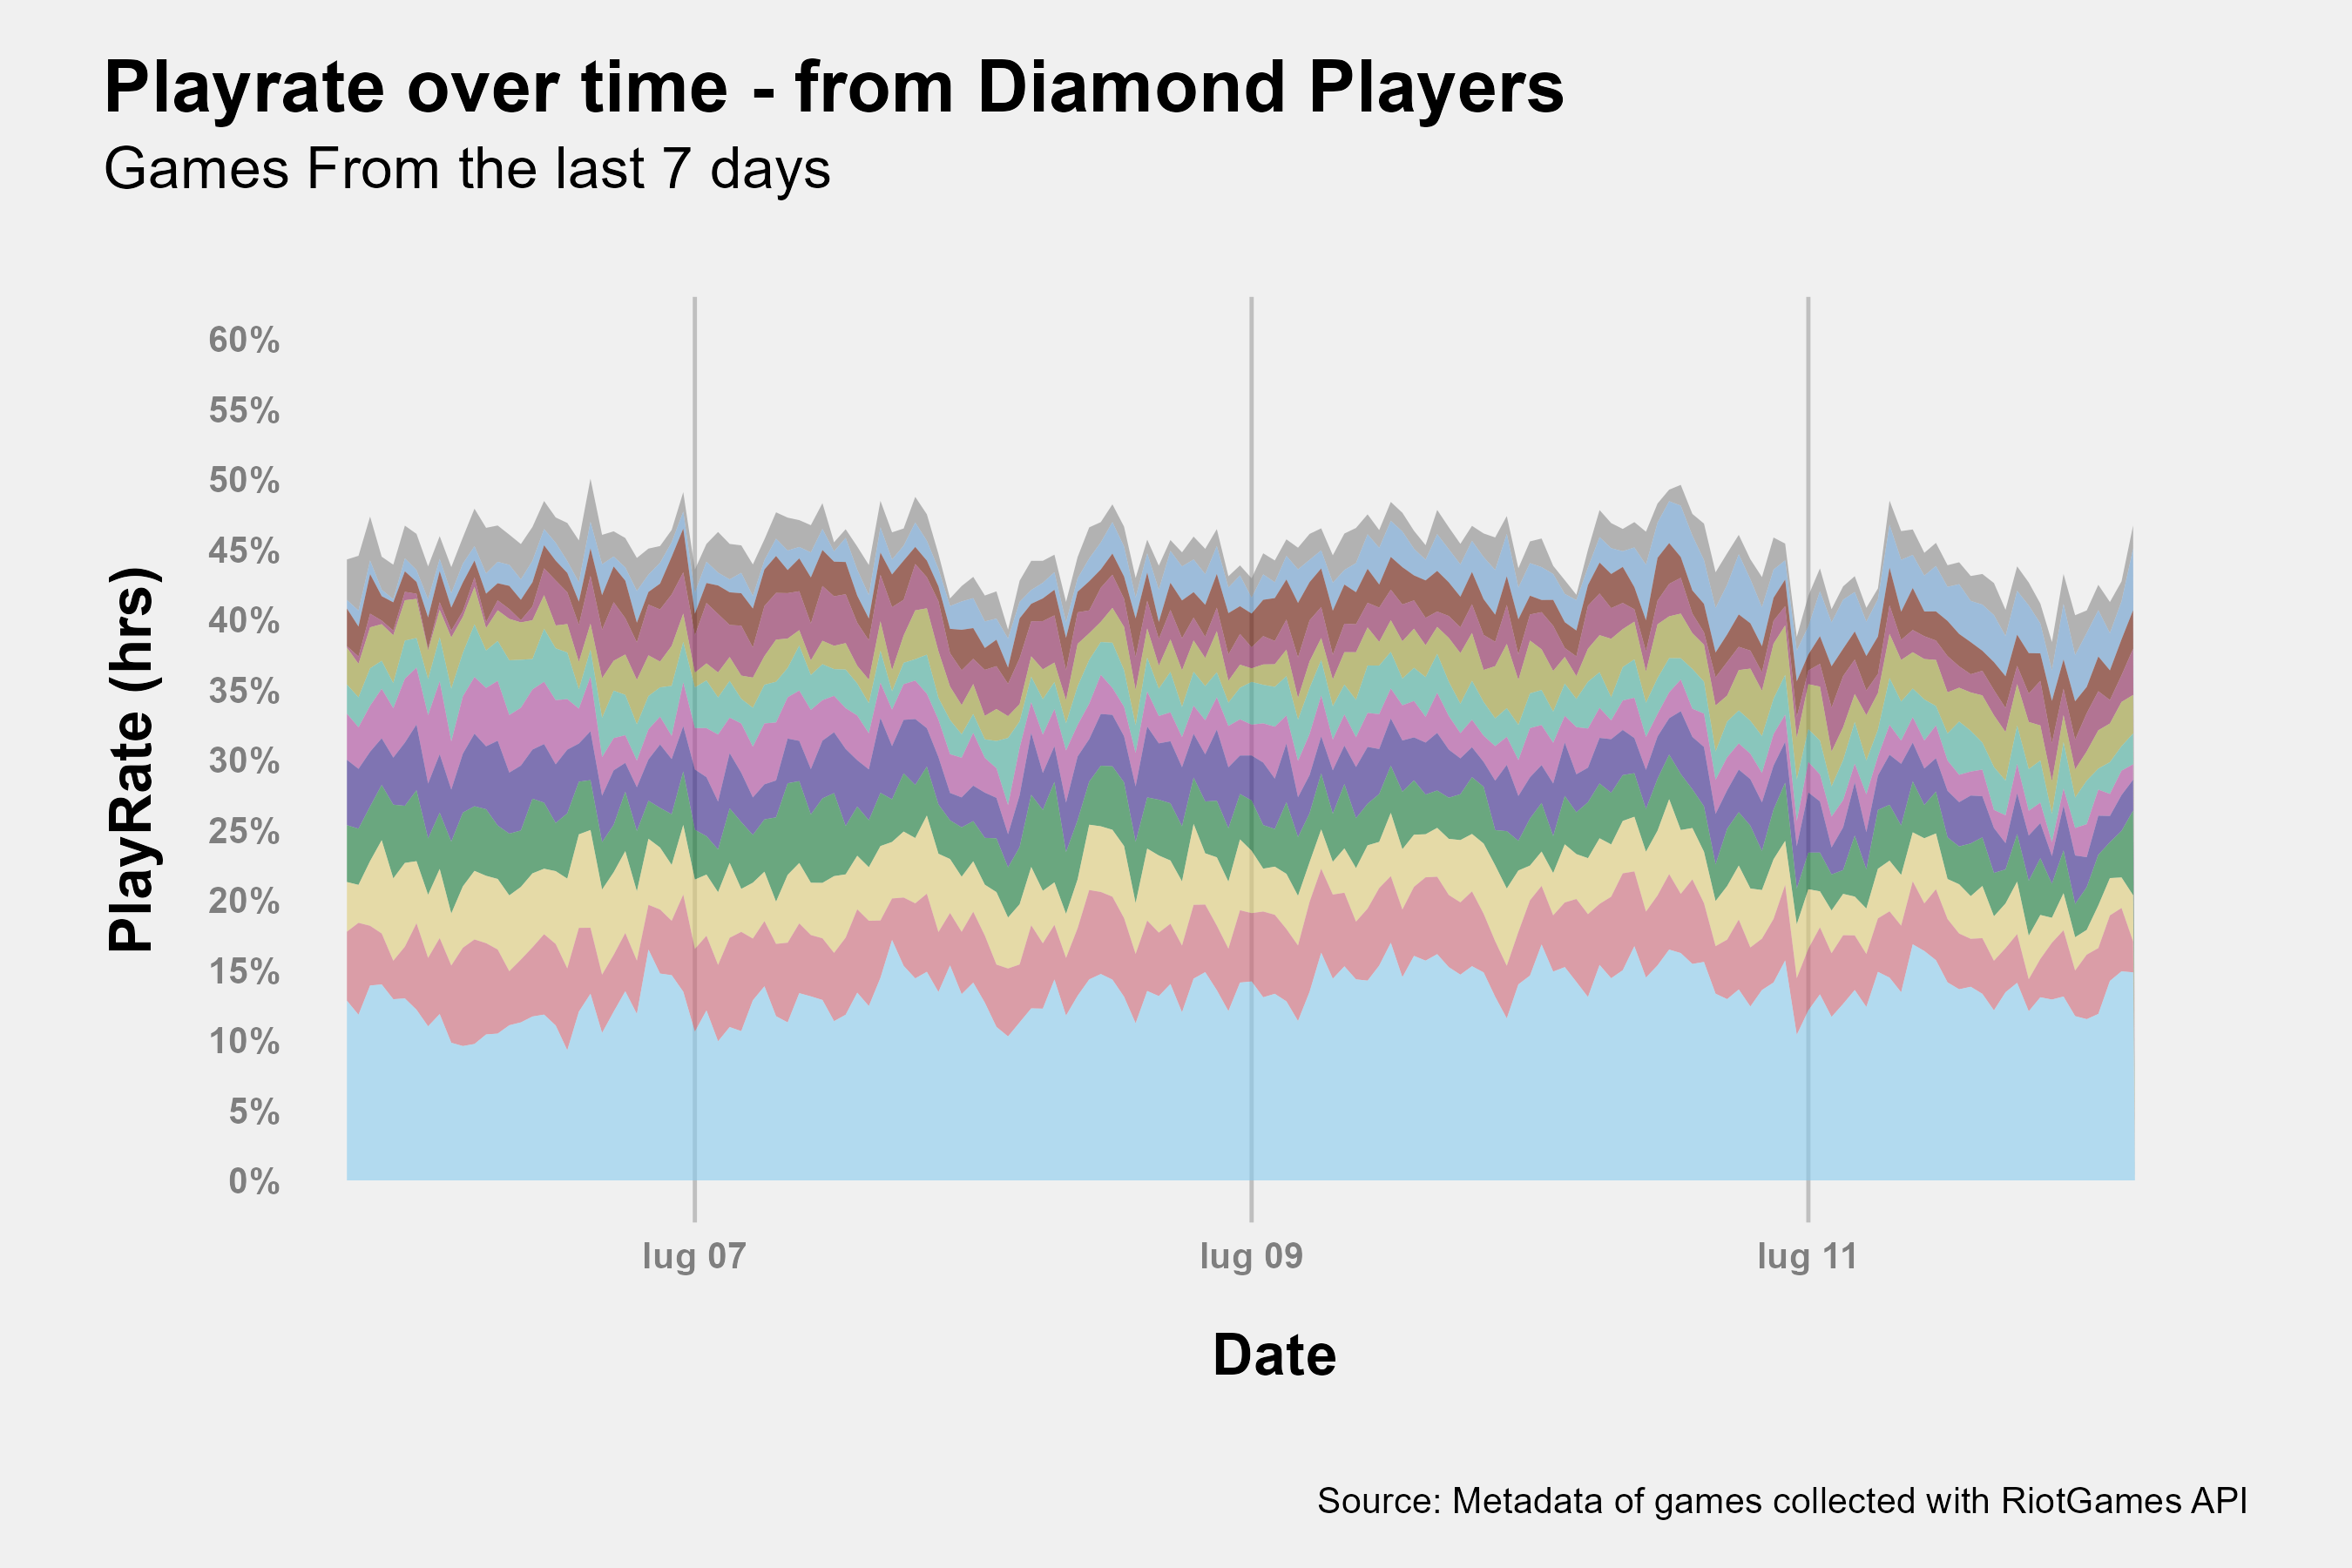 Playrate over time - from Diamond Players
Games From the last 7 days
60%
55%
50%
45%
40%
35%
30%
25%
20%
15%
10%
5%
0%
PlayRate (hrs)
lug 07
lug 09
lug 11
Date
Source: Metadata of games collected with RiotGames API